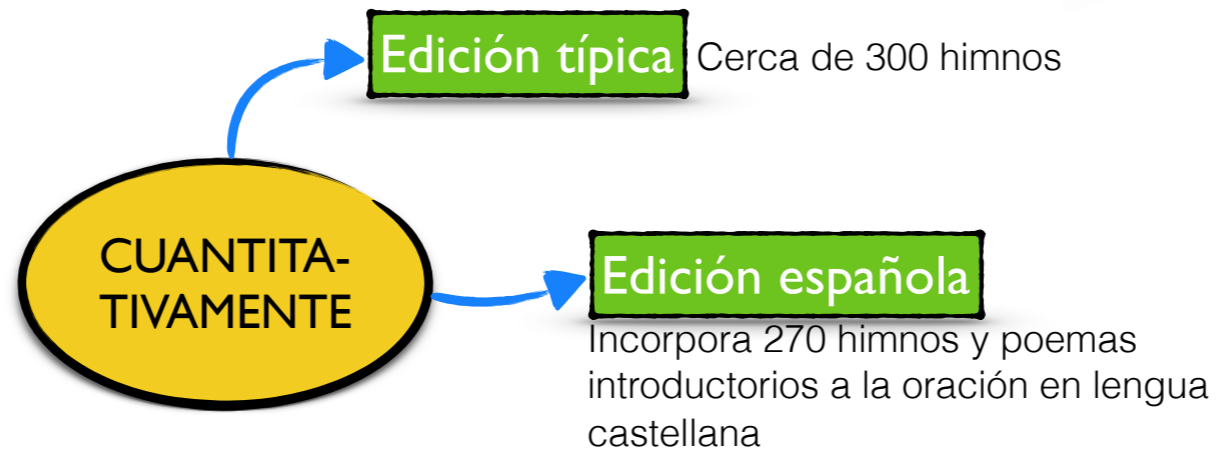 Edición típica
Cerca de 300 himnos
CUANTITA-
TIVAMENTE
Edición española
Incorpora 270 himnos y poemas
introductorios a la oración en lengua
castellana